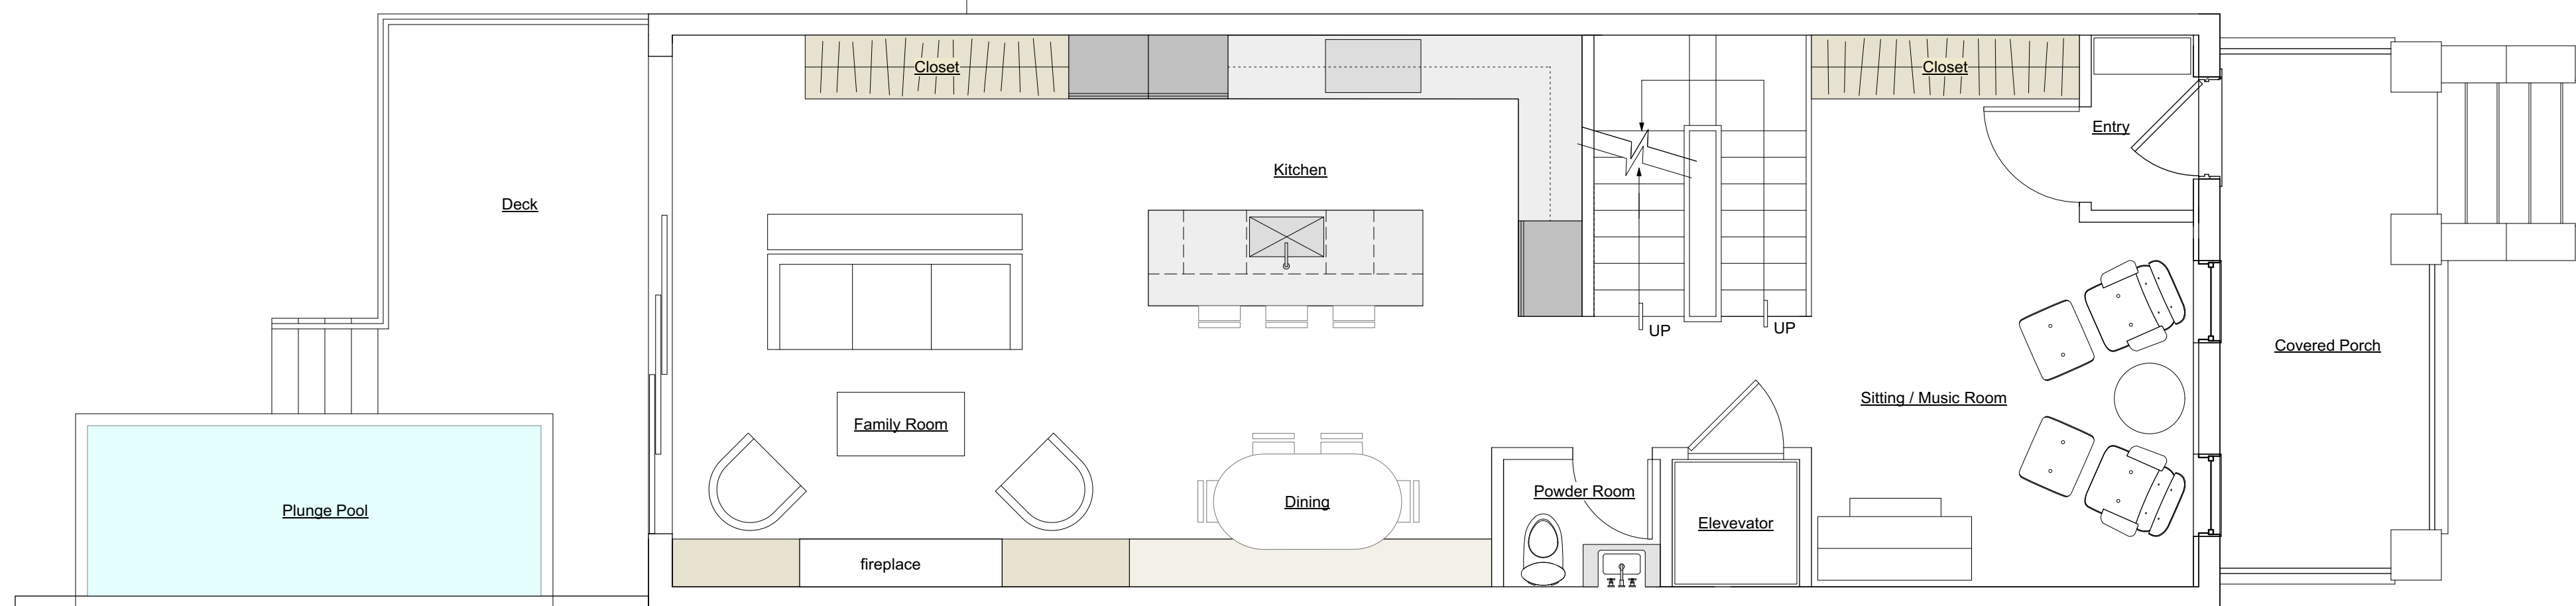 Closet
Closet
Entry
Kitchen
Deck
UP
UP
Covered Porch
Sitting / Music Room
Family Room
Powder Room
Dining
Plunge Pool
Elevevator
fireplace